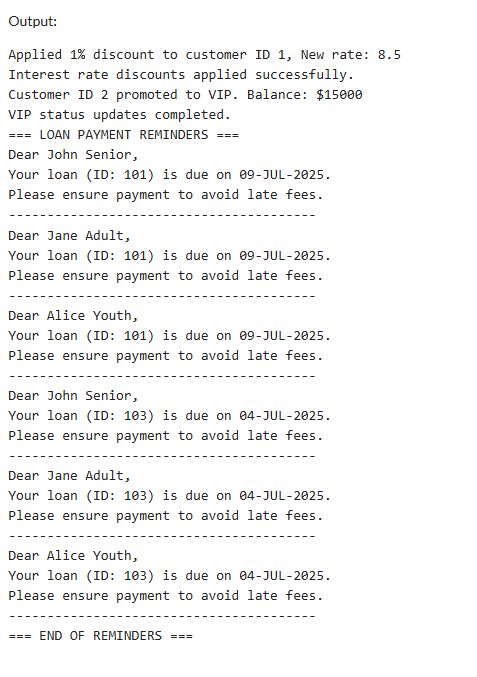 Output:
Applied 1% discount to customer ID 1, New rate: 8.5
Interest rate discounts applied successfully.
Customer ID 2 promoted to VIP. Balance: $15000
VIP status updates completed.
=== LOAN PAYMENT REMINDERS ===
Dear John Senior,
Your loan (ID: 101) is due on 09-JUL-2025.
Please ensure payment to avoid late fees.
----------------------------------------
Dear Jane Adult,
Your loan (ID: 101) is due on 09-JUL-2025.
Please ensure payment to avoid late fees.
----------------------------------------
Dear Alice Youth,
Your loan (ID: 101) is due on 09-JUL-2025.
Please ensure payment to avoid late fees.
----------------------------------------
Dear John Senior,
Your loan (ID: 103) is due on 04-JUL-2025.
Please ensure payment to avoid late fees.
----------------------------------------
Dear Jane Adult,
Your loan (ID: 103) is due on 04-JUL-2025.
Please ensure payment to avoid late fees.
----------------------------------------
Dear Alice Youth,
Your loan (ID: 103) is due on 04-JUL-2025.
Please ensure payment to avoid late fees.
----------------------------------------
=== END OF REMINDERS ===